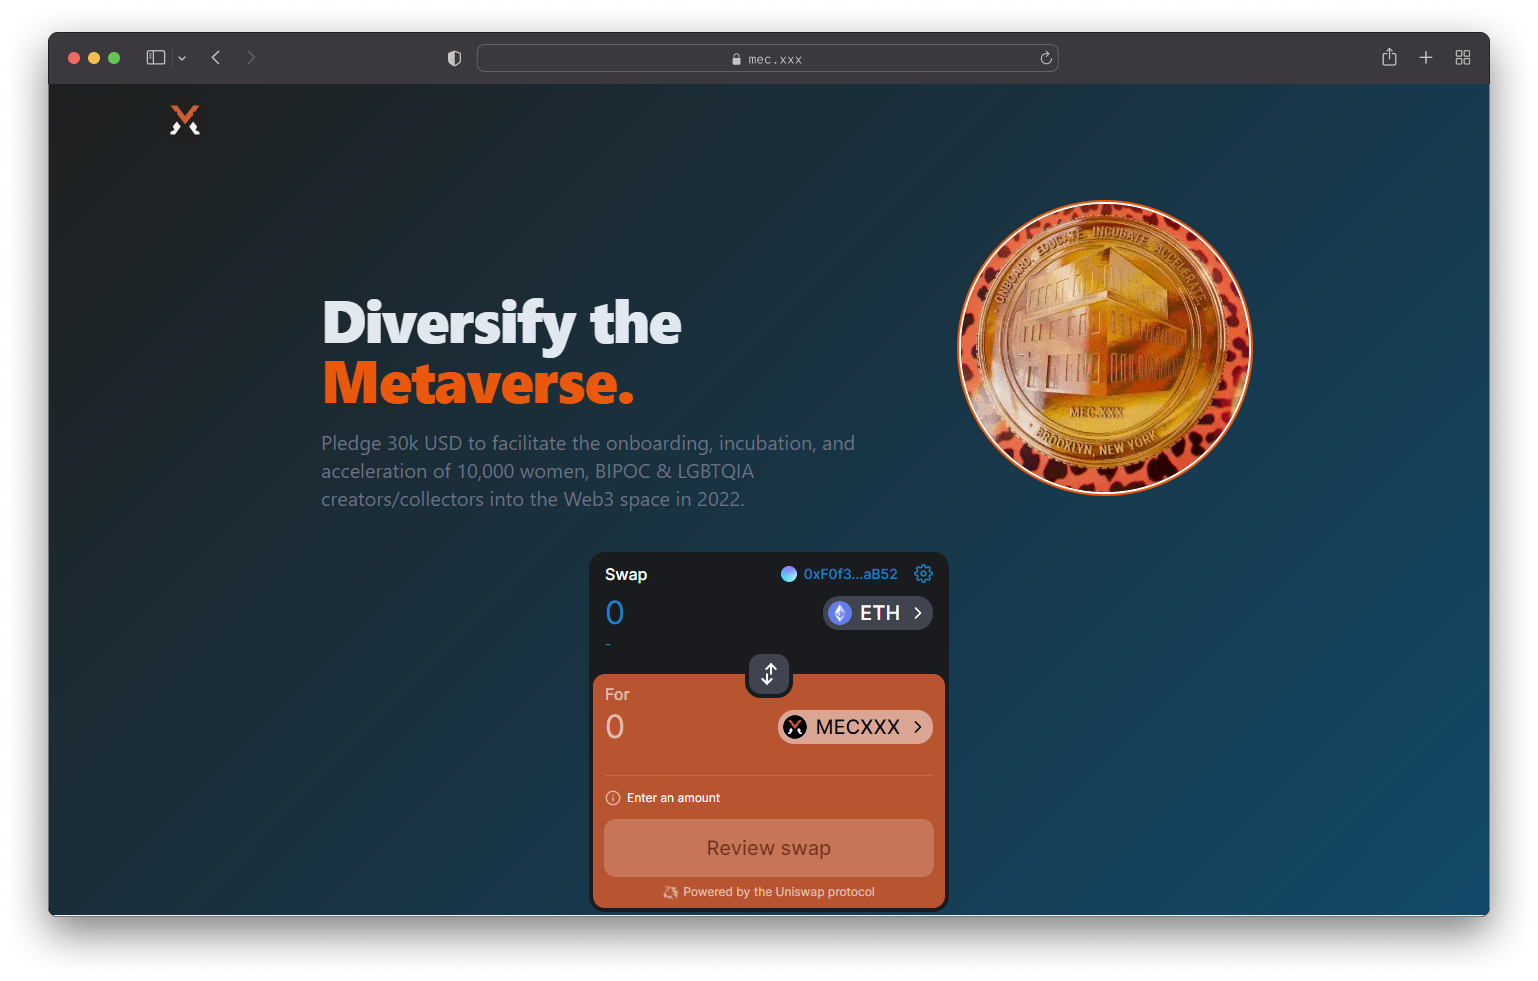 mec.xxx
Diversify the
Metaverse.
Pledge 30k USD to facilitate the onboarding, incubation, and
acceleration of 10,000 women, BIPOC & LGBTQIA
creators/collectors into the Web3 space in 2022.
ONBOARD. EDUCATE. INCUBATE. ACCELERATE.
MEC.XXX
BROOKLYN, NEW YORK
Swap
0xF0f3...aB52
0
ETH
-
For
0
MECXXX
Enter an amount
Review swap
Powered by the Uniswap protocol